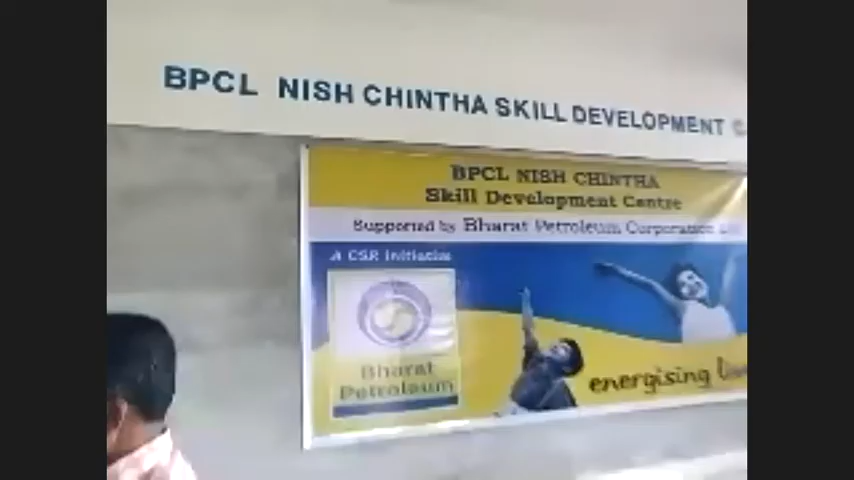 BPCL NISH CHINTHA SKILL DEVELOPMENT
BPCL NISH CHINTHA
Skill Development Centre
Supported by Bharat Petroleum Corporation
A CSR Initiative
Bharat
Petroleum
energising